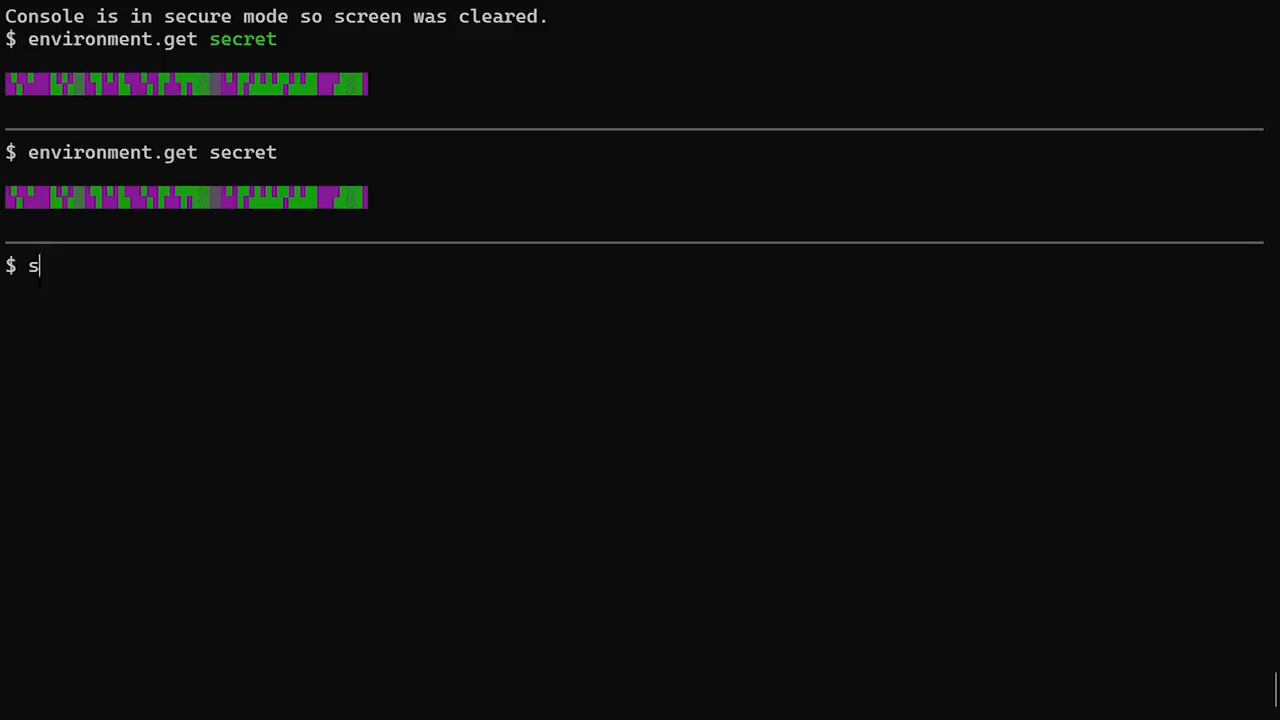 Console is in secure mode so screen was cleared.
$ environment.get secret
$ environment.get secret
$ s